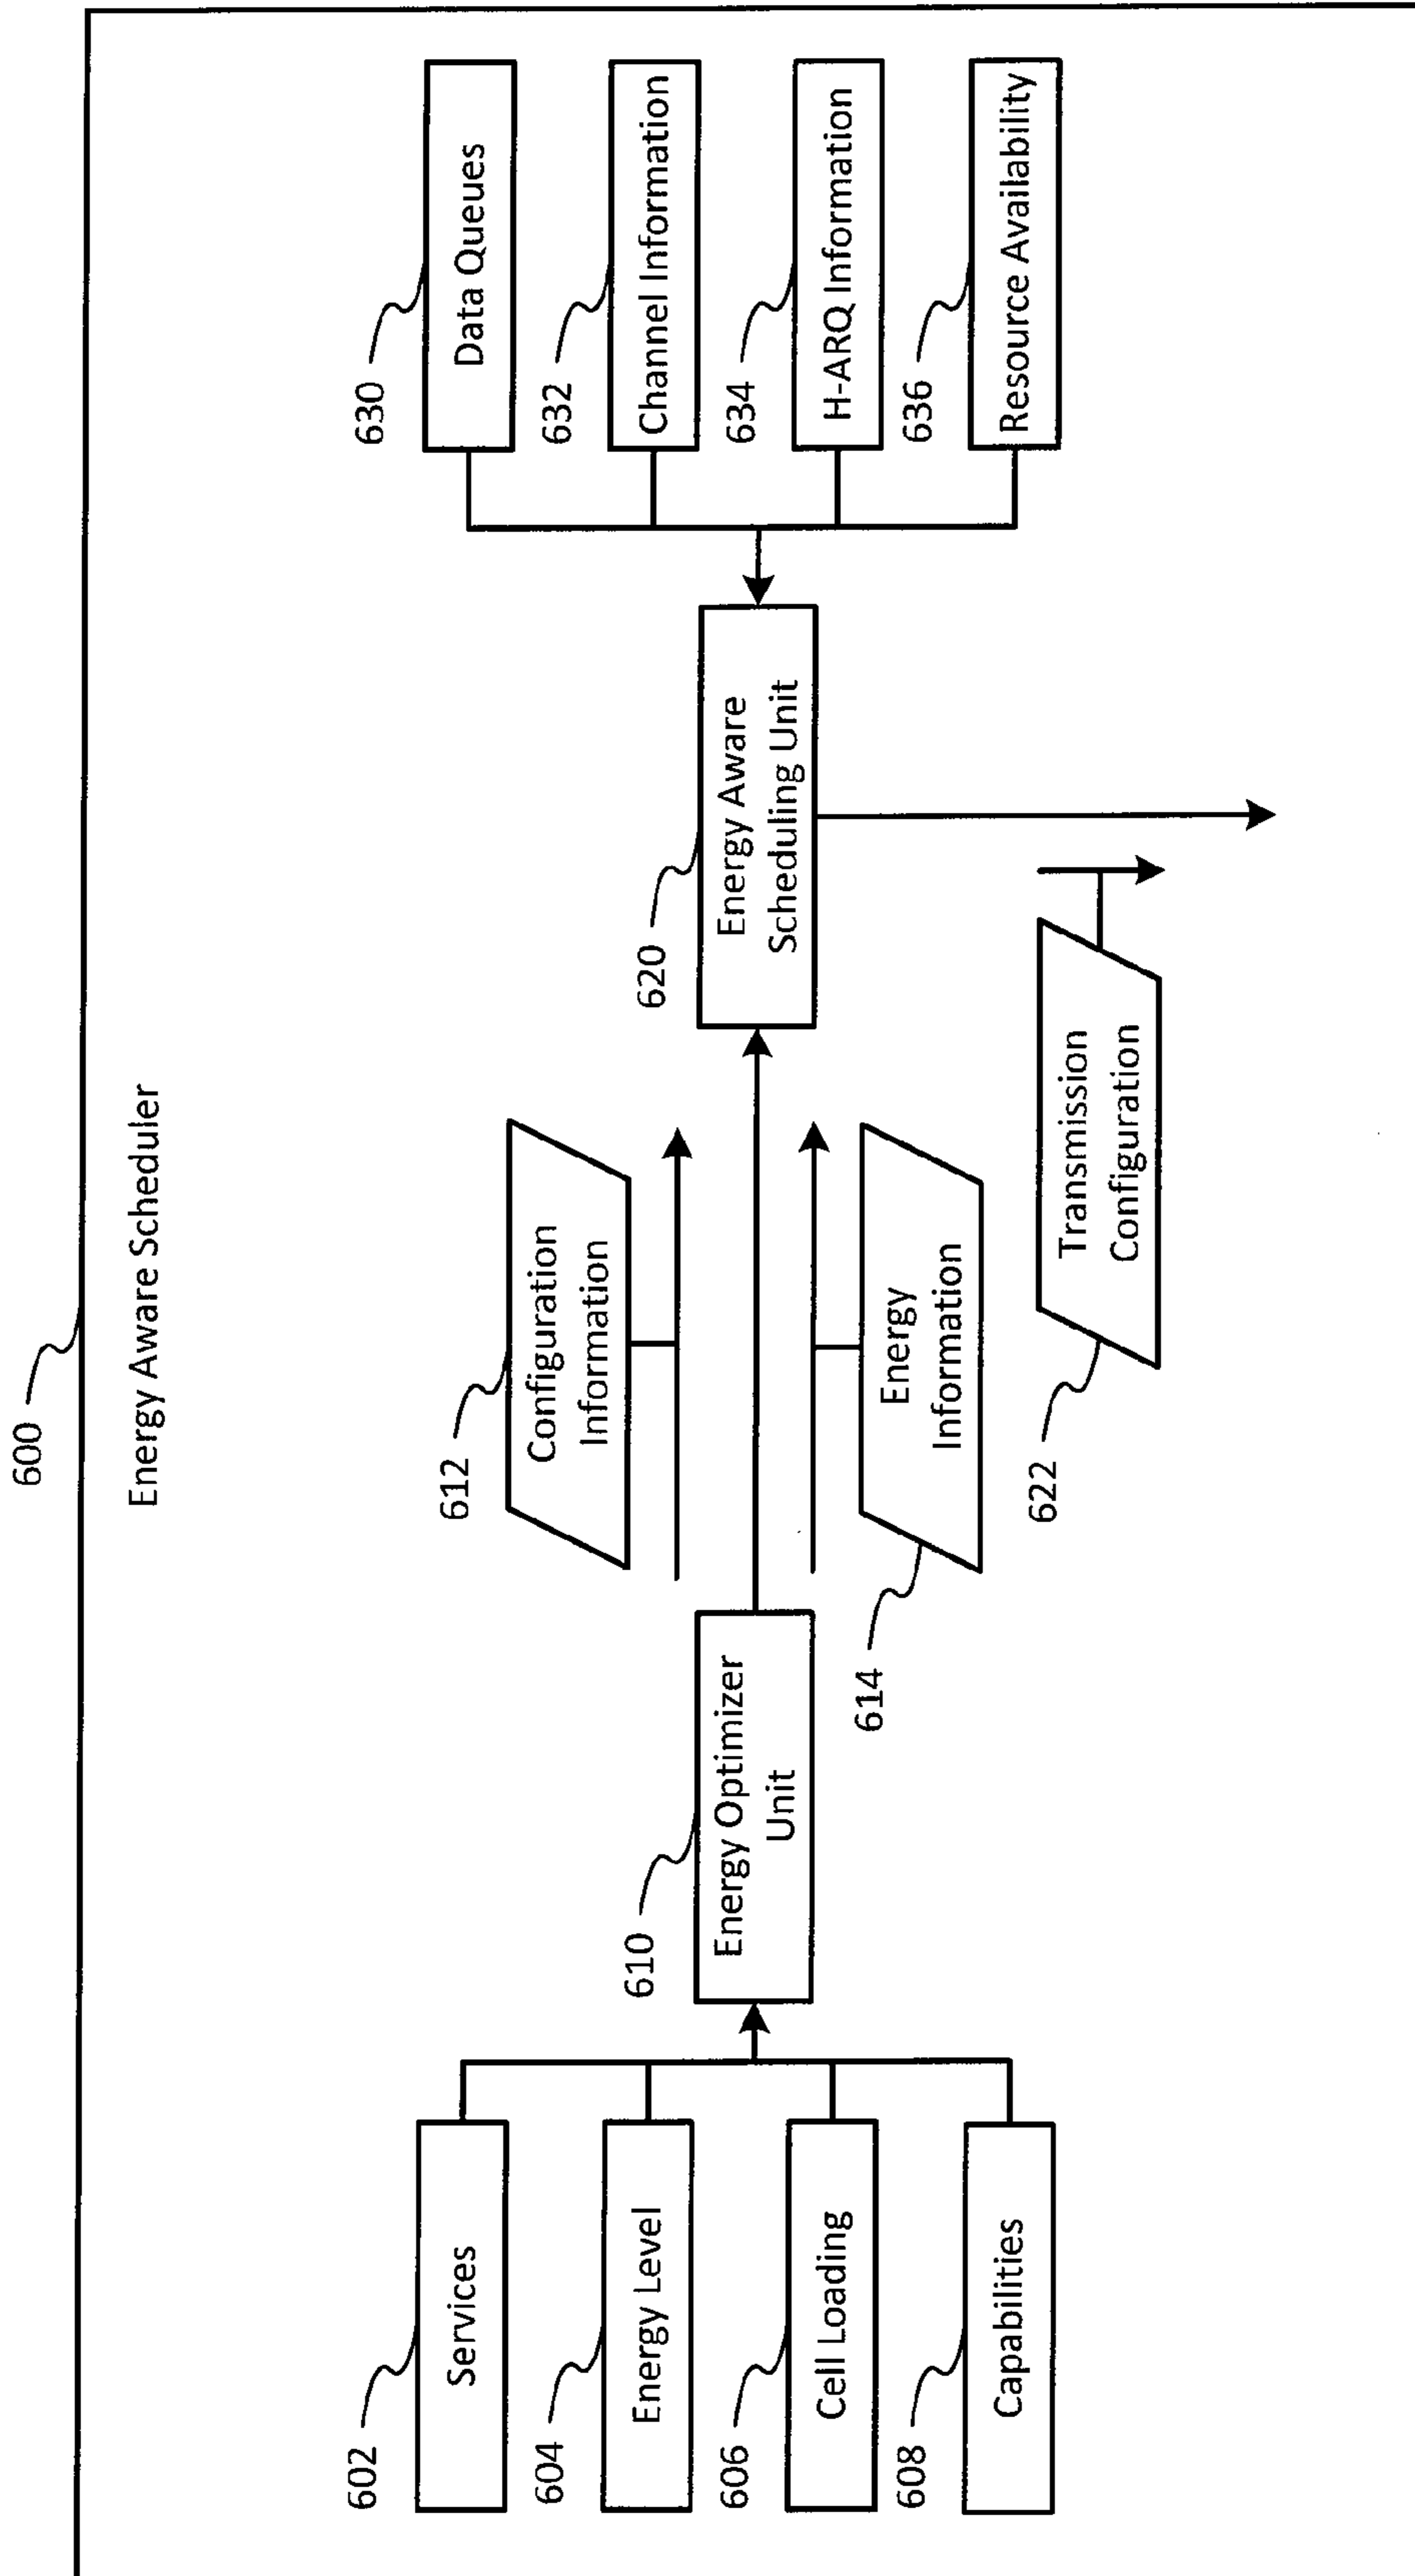 600
Energy Aware Scheduler
602
Services
604
Energy Level
606
Cell Loading
608
Capabilities
610
Energy Optimizer
Unit
612
Configuration
Information
614
Energy
Information
620
Energy Aware
Scheduling Unit
622
Transmission
Configuration
630
Data Queues
632
Channel Information
634
H-ARQ Information
636
Resource Availability